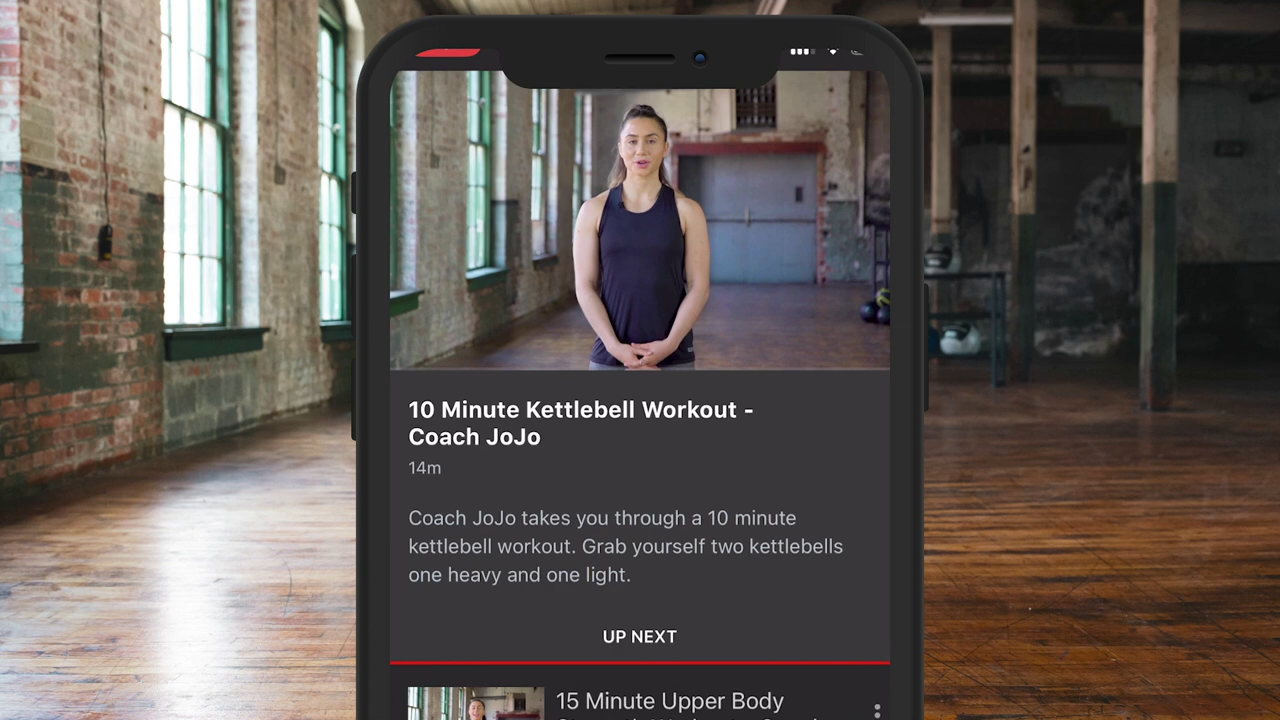 10 Minute Kettlebell Workout -
Coach JoJo
14m
Coach JoJo takes you through a 10 minute
kettlebell workout. Grab yourself two kettlebells
one heavy and one light.
UP NEXT
15 Minute Upper Body